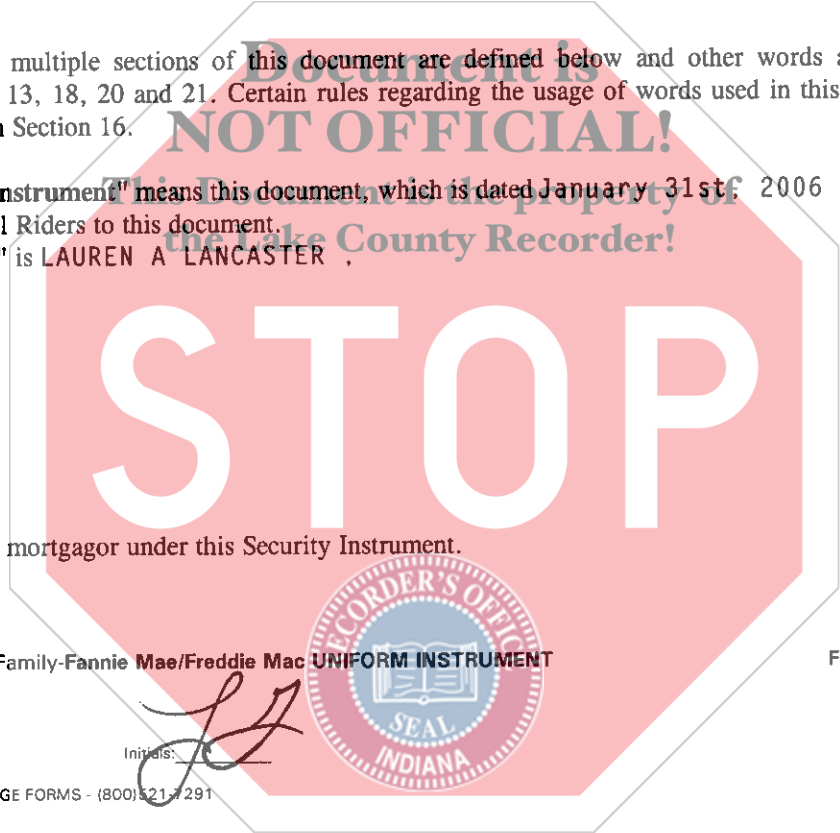 multiple sections of this document are defined below and other words
Document is
13, 18, 20 and 21. Certain rules regarding the usage of words used in this
Section 16.
NOT OFFICIAL!
nstrument" means this document, which is dated January 31st, 2006
This Document is the property of
l Riders to this document.
the Lake County Recorder!
" is LAUREN A LANCASTER ,
STOP
mortgagor under this Security Instrument.
RECORDER'S OFFICE
Family-Fannie Mae/Freddie Mac UNIFORM INSTRUMENT
F
SEAL
INDIANA
Initials:
GE FORMS - (800)521-7291